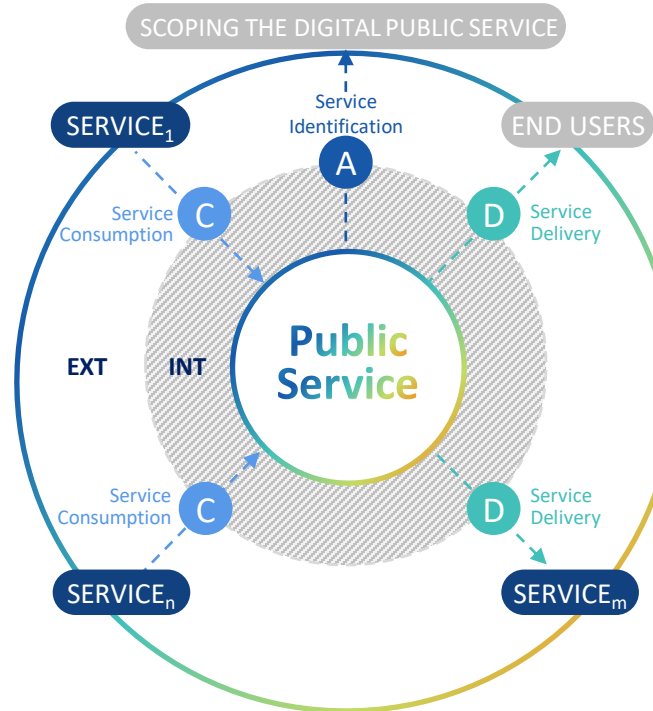 SCOPING THE DIGITAL PUBLIC SERVICE
Service
Identification
SERVICE₁
END USERS
A
C
D
Service
Consumption
Service
Delivery
Public
Service
EXT
INT
Service
Consumption
C
D
Service
Delivery
SERVICEₙ
SERVICEₘ